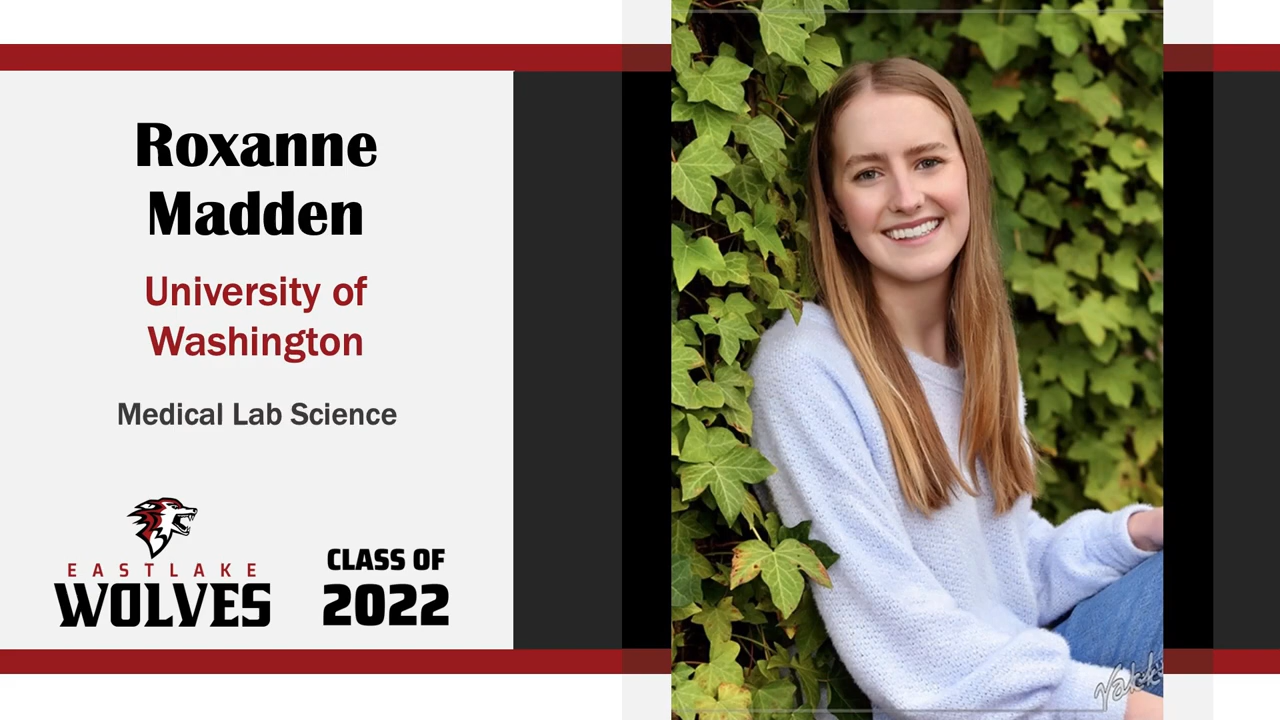 Roxanne
Madden
University of
Washington
Medical Lab Science
EASTLAKE
WOLVES
CLASS OF
2022